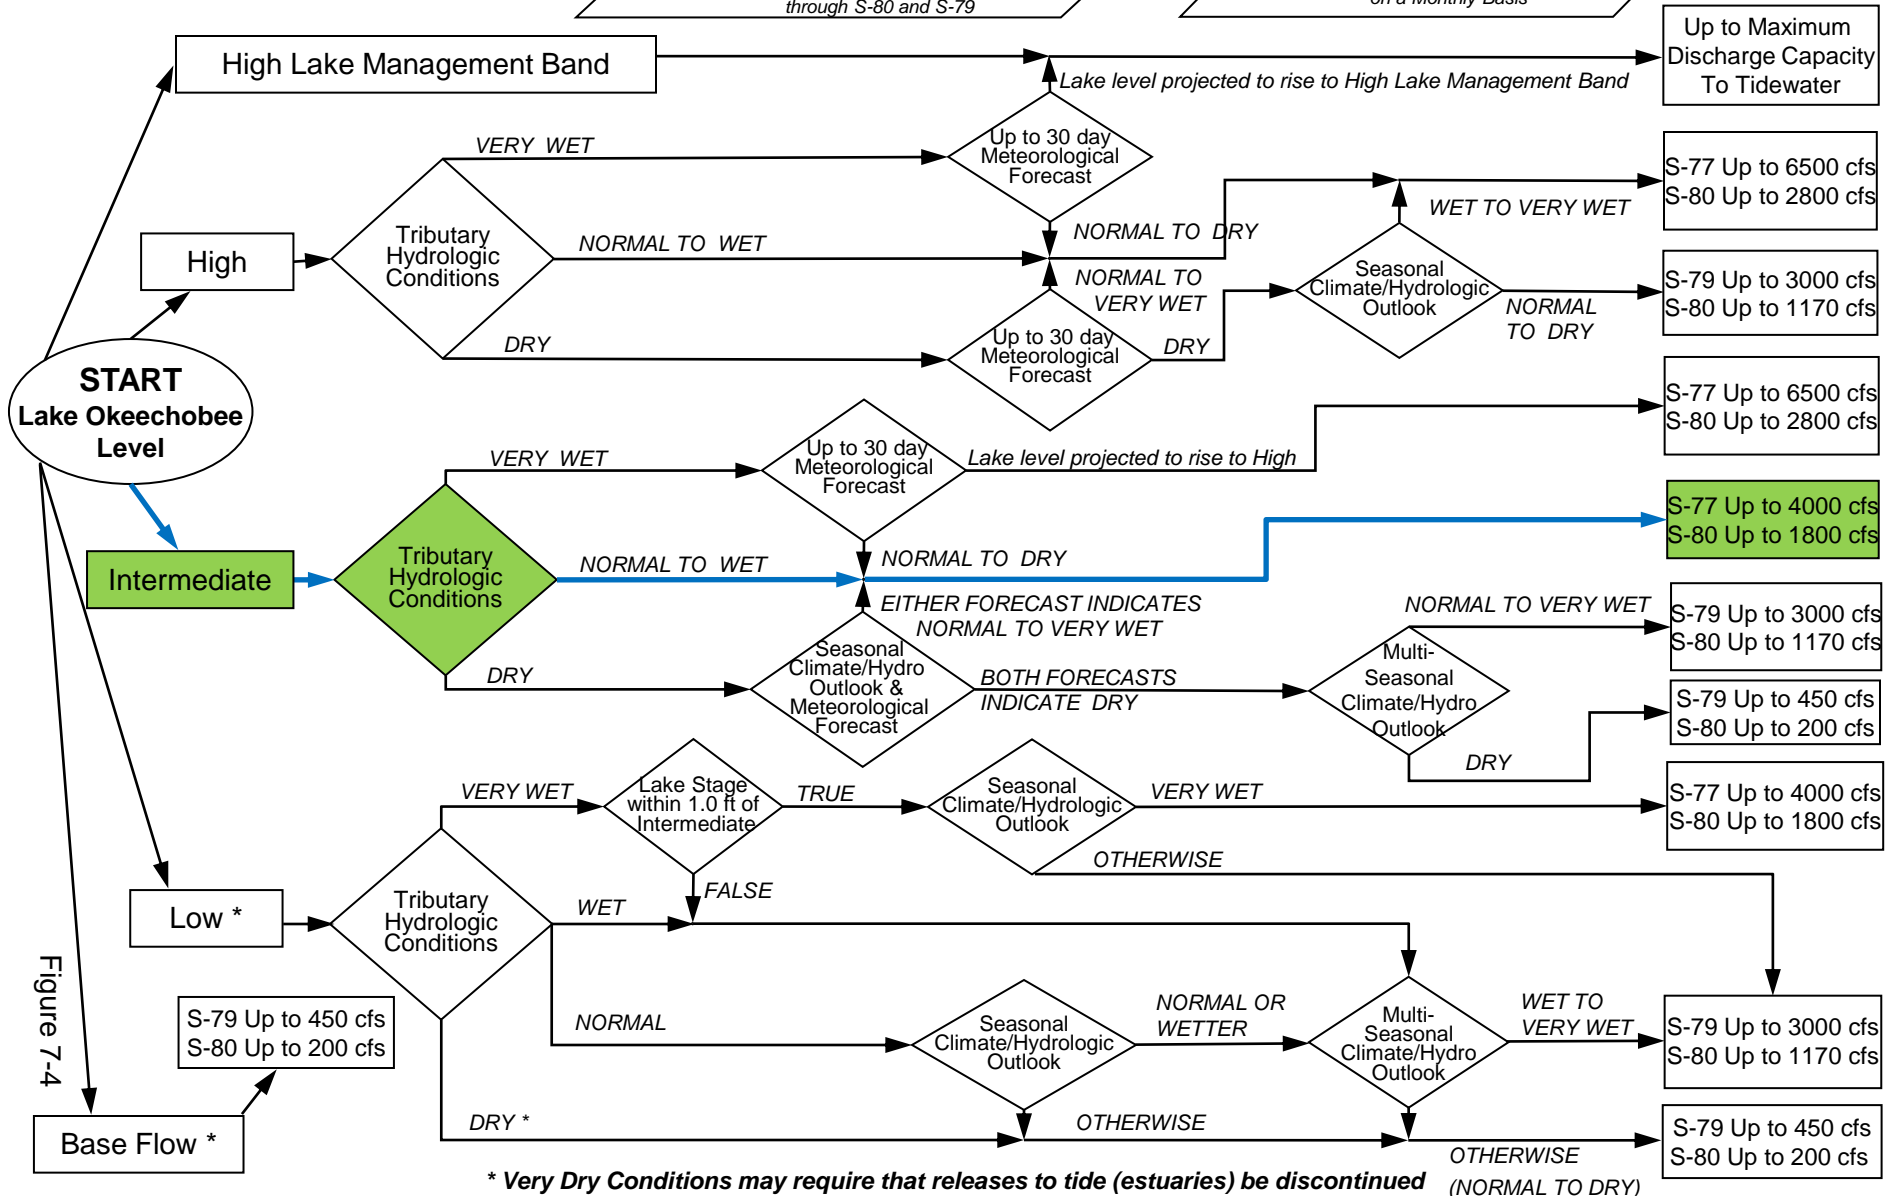 through S-80 and S-79
on a Monthly Basis
High Lake Management Band
Lake level projected to rise to High Lake Management Band
Up to Maximum
Discharge Capacity
To Tidewater
VERY WET
Up to 30 day
Meteorological
Forecast
S-77 Up to 6500 cfs
S-80 Up to 2800 cfs
WET TO VERY WET
NORMAL TO DRY
High
Tributary
Hydrologic
Conditions
NORMAL TO WET
NORMAL TO
VERY WET
Seasonal
Climate/Hydrologic
Outlook
NORMAL
TO DRY
S-79 Up to 3000 cfs
S-80 Up to 1170 cfs
DRY
Up to 30 day
Meteorological
Forecast
DRY
START
Lake Okeechobee
Level
VERY WET
Up to 30 day
Meteorological
Forecast
Lake level projected to rise to High
S-77 Up to 6500 cfs
S-80 Up to 2800 cfs
Intermediate
Tributary
Hydrologic
Conditions
NORMAL TO WET
NORMAL TO DRY
S-77 Up to 4000 cfs
S-80 Up to 1800 cfs
EITHER FORECAST INDICATES
NORMAL TO VERY WET
DRY
Seasonal
Climate/Hydro
Outlook &
Meteorological
Forecast
BOTH FORECASTS
INDICATE DRY
Multi-
Seasonal
Climate/Hydro
Outlook
NORMAL TO VERY WET
S-79 Up to 3000 cfs
S-80 Up to 1170 cfs
DRY
S-79 Up to 450 cfs
S-80 Up to 200 cfs
VERY WET
Lake Stage
within 1.0 ft of
Intermediate
TRUE
FALSE
Seasonal
Climate/Hydrologic
Outlook
VERY WET
S-77 Up to 4000 cfs
S-80 Up to 1800 cfs
OTHERWISE
Low *
Tributary
Hydrologic
Conditions
WET
NORMAL
Seasonal
Climate/Hydrologic
Outlook
NORMAL OR
WETTER
Multi-
Seasonal
Climate/Hydro
Outlook
WET TO
VERY WET
S-79 Up to 3000 cfs
S-80 Up to 1170 cfs
Figure 7-4
S-79 Up to 450 cfs
S-80 Up to 200 cfs
Base Flow *
DRY *
OTHERWISE
OTHERWISE
(NORMAL TO DRY)
S-79 Up to 450 cfs
S-80 Up to 200 cfs
* Very Dry Conditions may require that releases to tide (estuaries) be discontinued